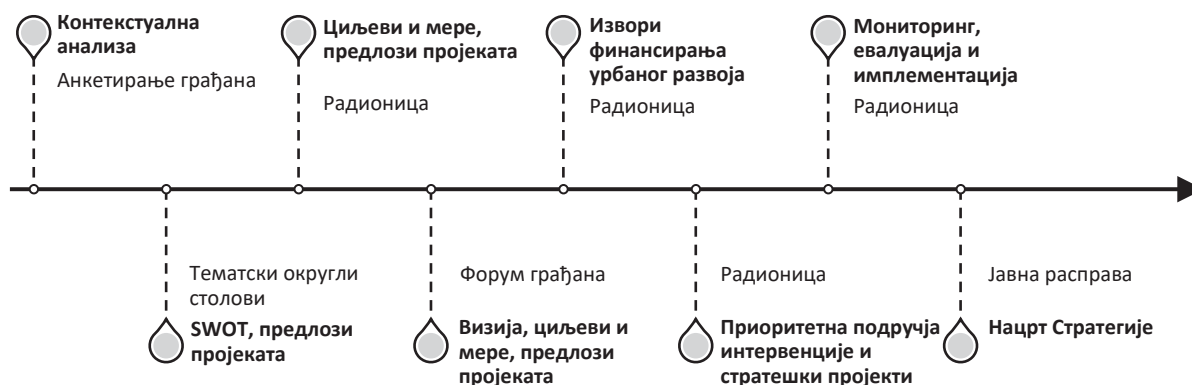 Контекстуална
анализа
Анкетирање грађана
Циљеви и мере,
предлози пројеката
Радионица
Извори
финансирања
урбаног развоја
Радионица
Мониторинг,
евалуација и
имплементација
Радионица
Тематски округли
столови
SWOT, предлози
пројеката
Форум грађана
Визија, циљеви и
мере, предлози
пројеката
Радионица
Приоритетна подручја
интервенције и
стратешки пројекти
Јавна расправа
Нацрт Стратегије